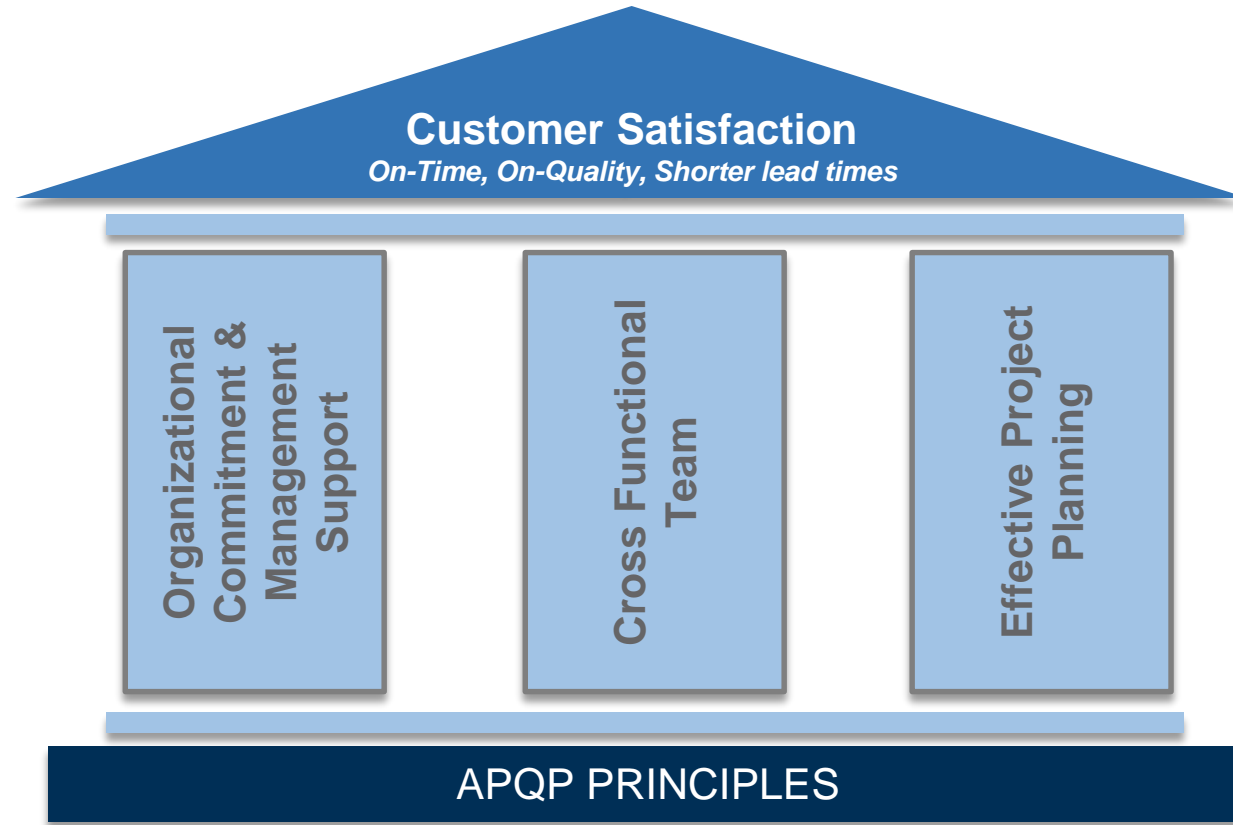 Customer Satisfaction
On-Time, On-Quality, Shorter lead times
Organizational
Commitment &
Management
Support
Cross Functional
Team
Effective Project
Planning
APQP PRINCIPLES